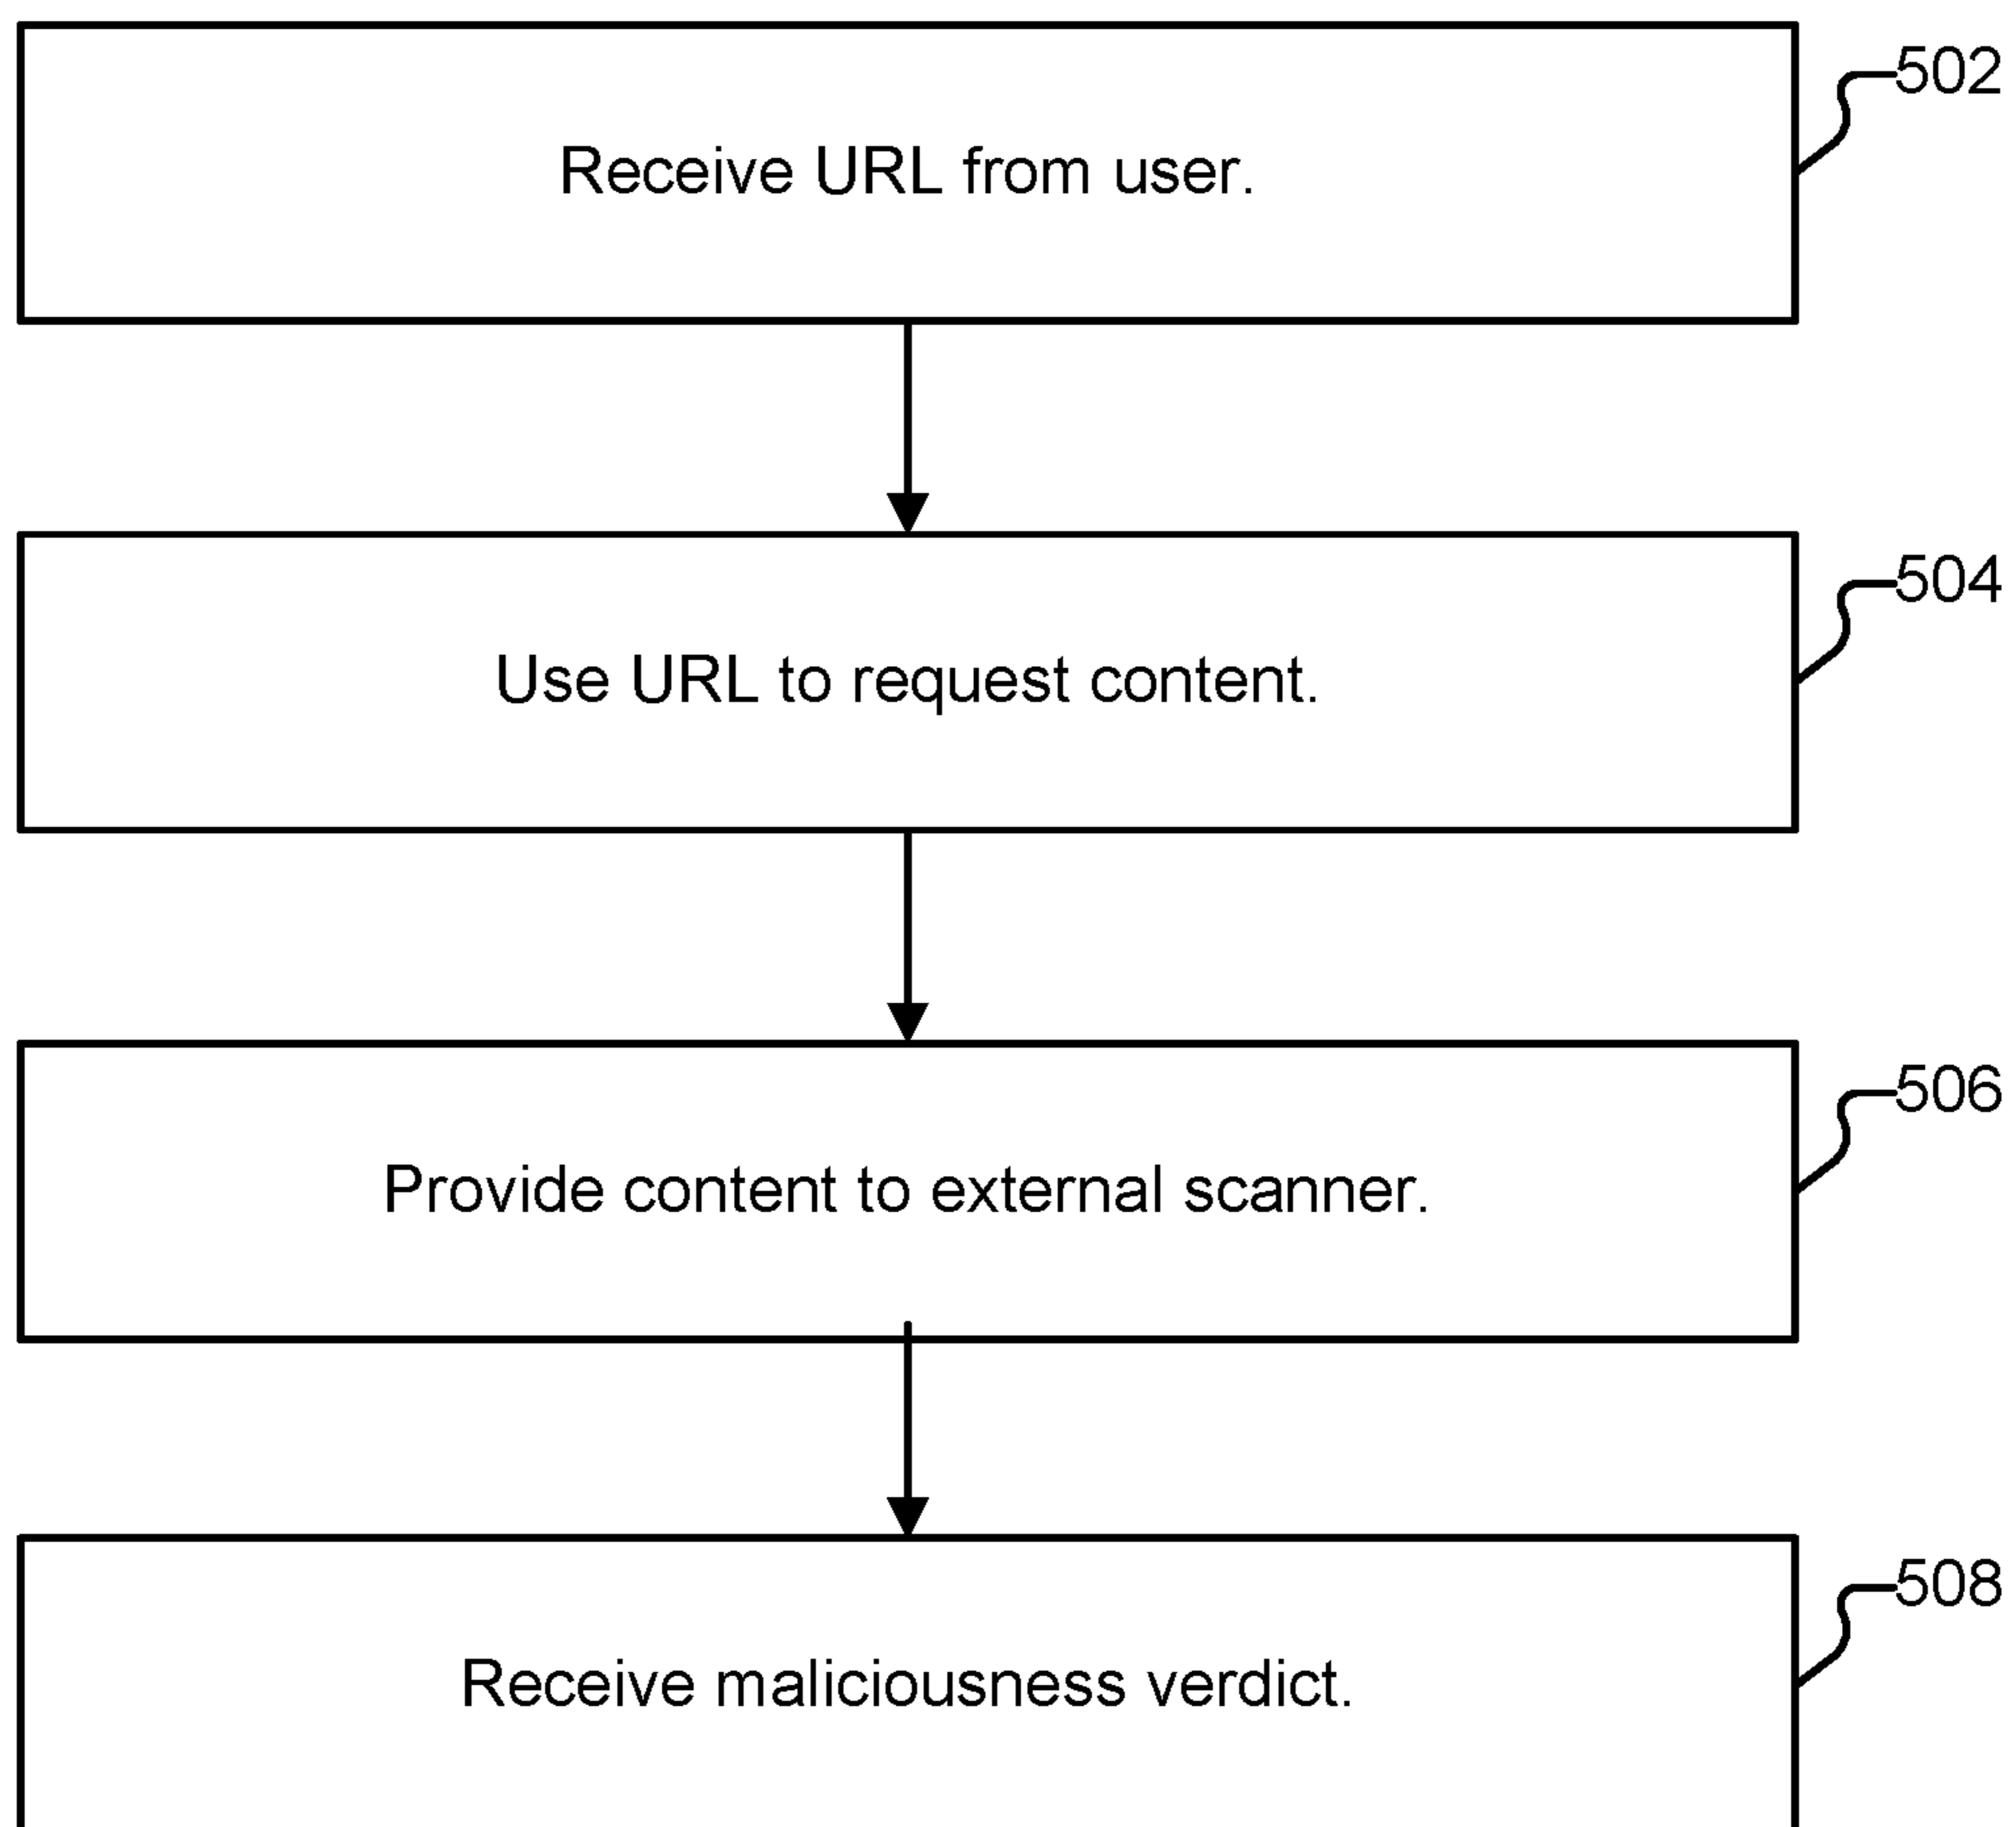 502
Receive URL from user.
504
Use URL to request content.
506
Provide content to external scanner.
508
Receive maliciousness verdict.